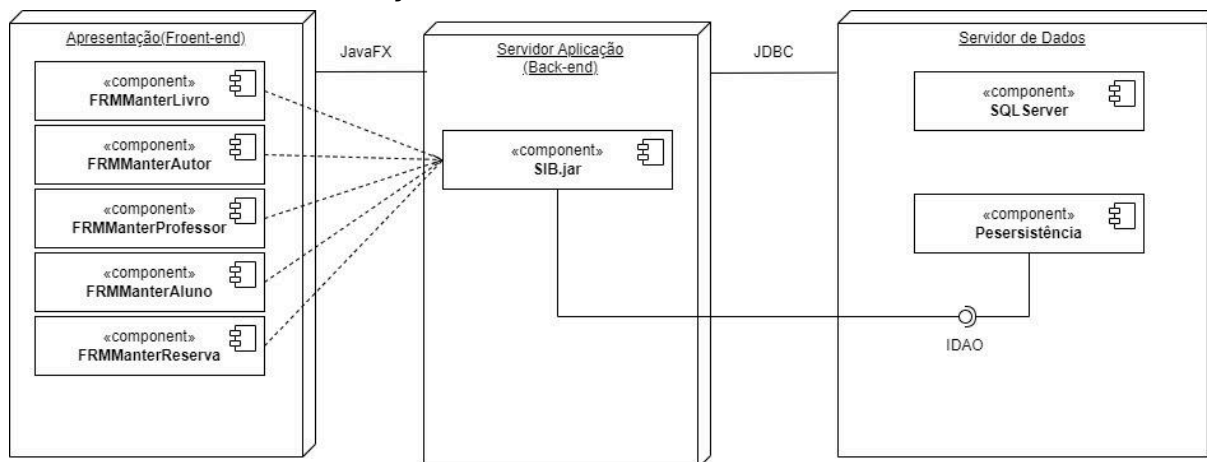 Apresentação(Froent-end)
«component»
FRMManterLivro
«component»
FRMManterAutor
«component»
FRMManterProfessor
«component»
FRMManterAluno
«component»
FRMManterReserva
JavaFX
Servidor Aplicação
(Back-end)
«component»
SIB.jar
JDBC
Servidor de Dados
«component»
SQLServer
«component»
Pesersistência
IDAO